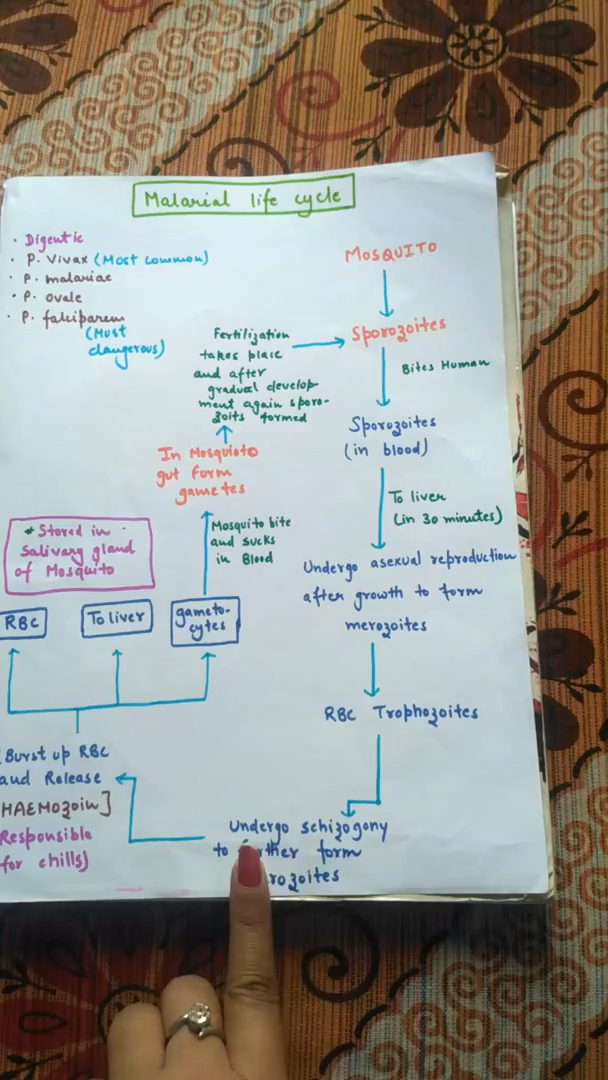 Malarial life cycle
• Digentic
• P. Vivax (Most common)
• P. malariae
• P. ovale
• P. falciparem
(Most
dangerous)
MOSQUITO
Sporozoites
Bites Human
Sporozoites
(in blood)
To liver
(in 30 minutes)
Undergo asexual reproduction
after growth to form
merozoites
RBC Trophozoites
Undergo schizogony
to further form
rozoites
Burst up RBC
and Release
HAEMOZOIN]
Responsible
for chills)
RBC
To liver
gameto-
cytes
Mosquito bite
and sucks
in Blood
In Mosquioto
gut form
gametes
Fertilization
takes place
and after
gradual develop-
ment again sporo-
zoits formed
* Stored in
salivary gland
of Mosquito